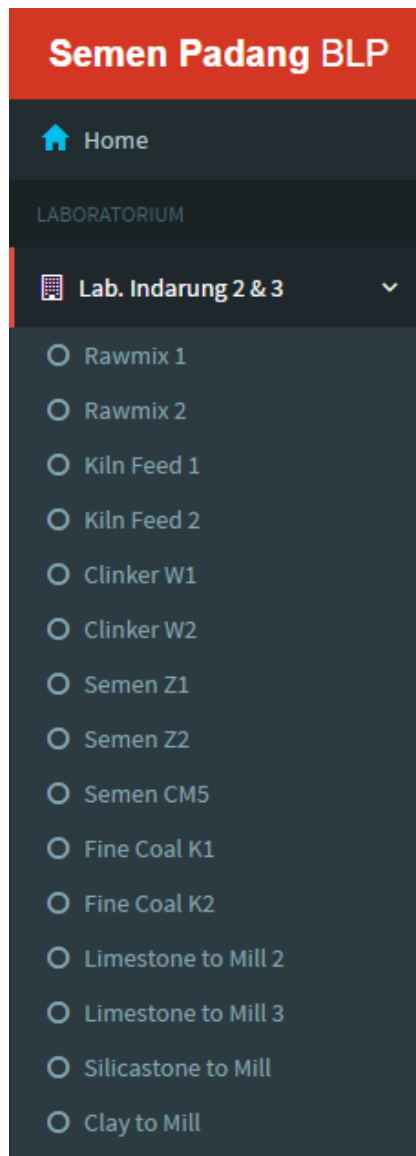 Semen Padang BLP
Home
LABORATORIUM
Lab. Indarung 2 & 3
Rawmix 1
Rawmix 2
Kiln Feed 1
Kiln Feed 2
Clinker W1
Clinker W2
Semen Z1
Semen Z2
Semen CM5
Fine Coal K1
Fine Coal K2
Limestone to Mill 2
Limestone to Mill 3
Silicastone to Mill
Clay to Mill